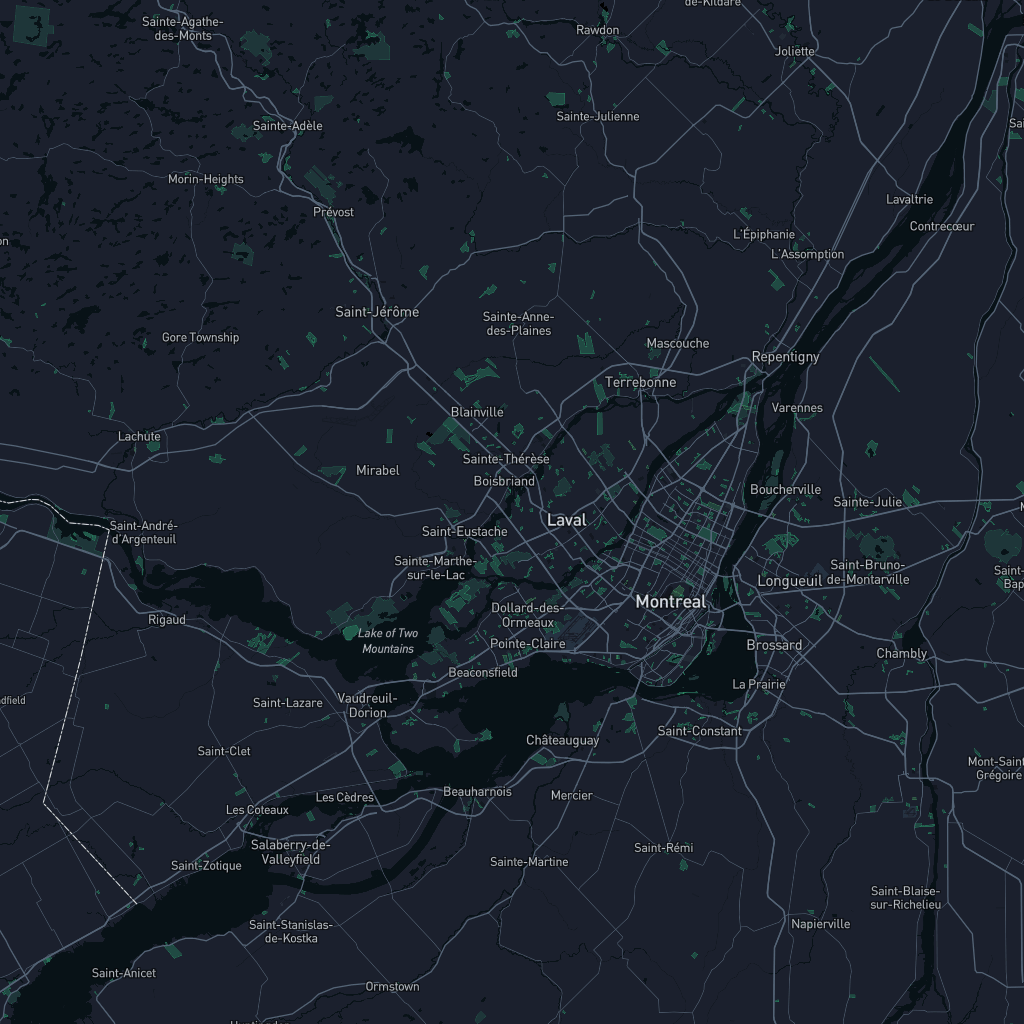 de-Kildare
Sainte-Agathe-
des-Monts
Rawdon
Joliette
Sainte-Julienne
Sainte-Adèle
Morin-Heights
Prévost
Lavaltrie
Contrecœur
L'Épiphanie
L'Assomption
Saint-Jérôme
Sainte-Anne-
des-Plaines
Gore Township
Mascouche
Repentigny
Terrebonne
Varennes
Blainville
Lachute
Sainte-Thérèse
Mirabel
Boisbriand
Boucherville
Sainte-Julie
Laval
Saint-André-
d'Argenteuil
Saint-Eustache
Sainte-Marthe-
sur-le-Lac
Saint-Bruno-
de-Montarville
Longueuil
Montreal
Dollard-des-
Ormeaux
Rigaud
Lake of Two
Mountains
Pointe-Claire
Brossard
Chambly
Beaconsfield
La Prairie
Saint-Lazare
Vaudreuil-
Dorion
Saint-Constant
Châteauguay
Saint-Clet
Mont-Saint
Grégoire
Beauharnois
Mercier
Les Cèdres
Les Coteaux
Salaberry-de-
Valleyfield
Saint-Rémi
Saint-Zotique
Sainte-Martine
Saint-Blaise-
sur-Richelieu
Saint-Stanislas-
de-Kostka
Napierville
Saint-Anicet
Ormstown